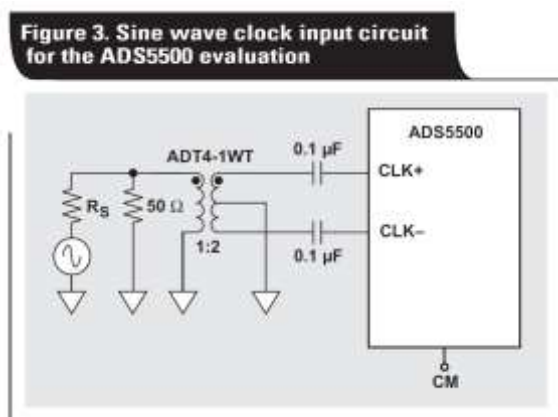 Figure 3. Sine wave clock input circuit
for the ADS5500 evaluation
ADS5500
ADT4-1WT
0.1 µF
CLK+
RS
50 Ω
CLK–
1:2
0.1 µF
CM